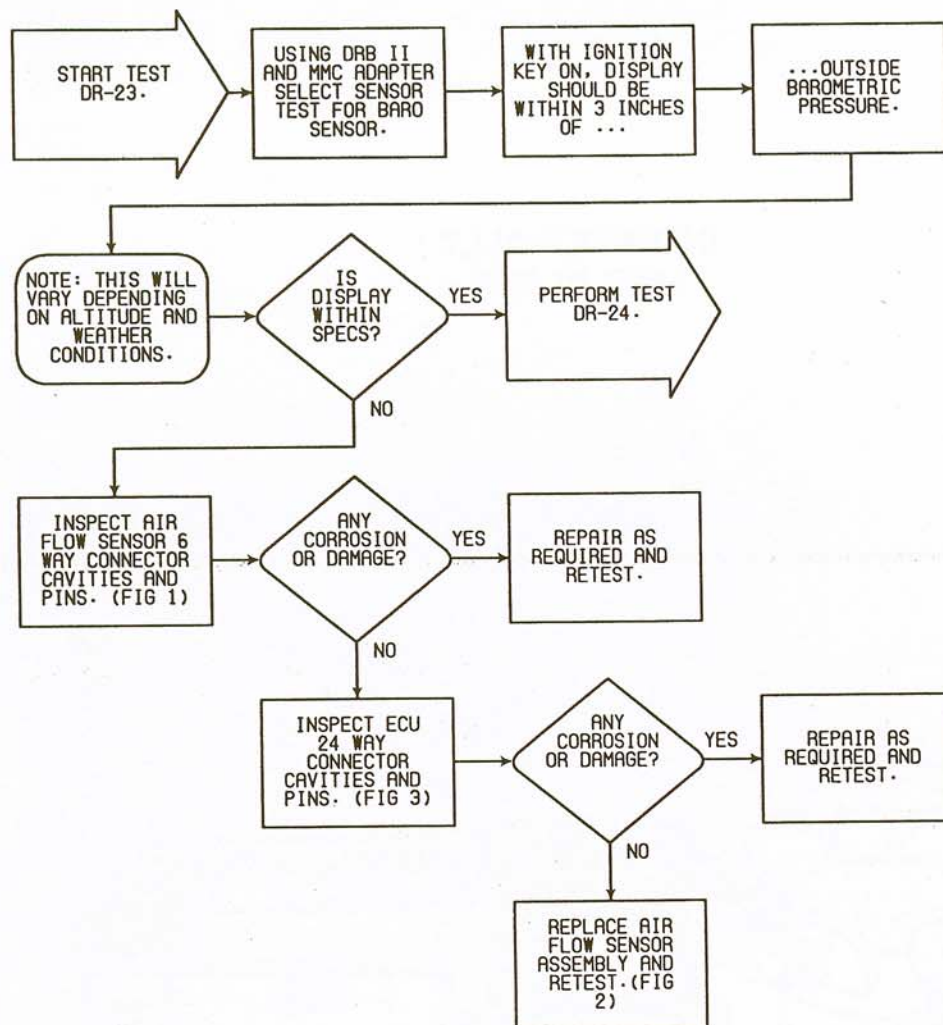 START TEST
DR-23.
USING DRB II
AND MMC ADAPTER
SELECT SENSOR
TEST FOR BARO
SENSOR.
WITH IGNITION
KEY ON, DISPLAY
SHOULD BE
WITHIN 3 INCHES
OF ...
...OUTSIDE
BAROMETRIC
PRESSURE.
NOTE: THIS WILL
VARY DEPENDING
ON ALTITUDE AND
WEATHER
CONDITIONS.
IS
DISPLAY
WITHIN
SPECS?
YES
PERFORM TEST
DR-24.
NO
INSPECT AIR
FLOW SENSOR 6
WAY CONNECTOR
CAVITIES AND
PINS. (FIG 1)
ANY
CORROSION
OR DAMAGE?
YES
REPAIR AS
REQUIRED AND
RETEST.
NO
INSPECT ECU
24 WAY
CONNECTOR
CAVITIES AND
PINS. (FIG 3)
ANY
CORROSION
OR DAMAGE?
YES
REPAIR AS
REQUIRED AND
RETEST.
NO
REPLACE AIR
FLOW SENSOR
ASSEMBLY AND
RETEST.(FIG
2)